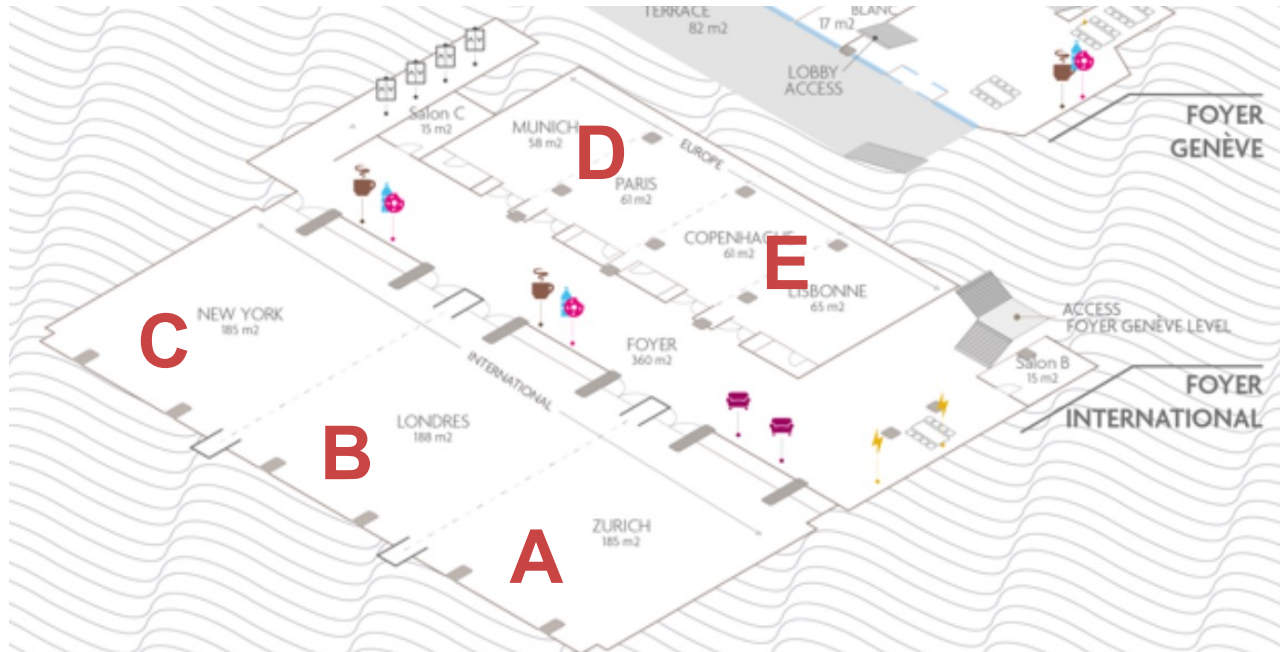 TERRACE
82 m2
BLANC
17 m2
LOBBY
ACCESS
FOYER
GENÈVE
Salon C
15 m2
MUNICH
58 m2
D
EUROPE
PARIS
61 m2
COPENHAGUE
61 m2
E
LISBONNE
65 m2
ACCESS
FOYER GENÈVE LEVEL
NEW YORK
185 m2
C
FOYER
360 m2
Salon B
15 m2
FOYER
INTERNATIONAL
INTERNATIONAL
LONDRES
188 m2
B
ZURICH
185 m2
A